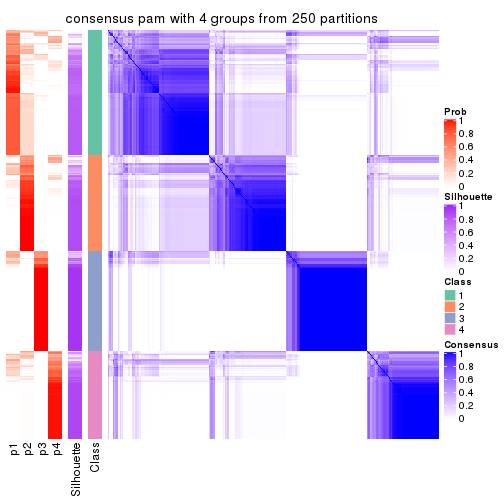 consensus pam with 4 groups from 250 partitions
Prob
1
0.8
0.6
0.4
0.2
0
Silhouette
1
0.8
0.6
0.4
0.2
0
Class
1
2
3
4
Consensus
1
0.8
0.6
0.4
0.2
0
p1
p2
p3
p4
Silhouette
Class